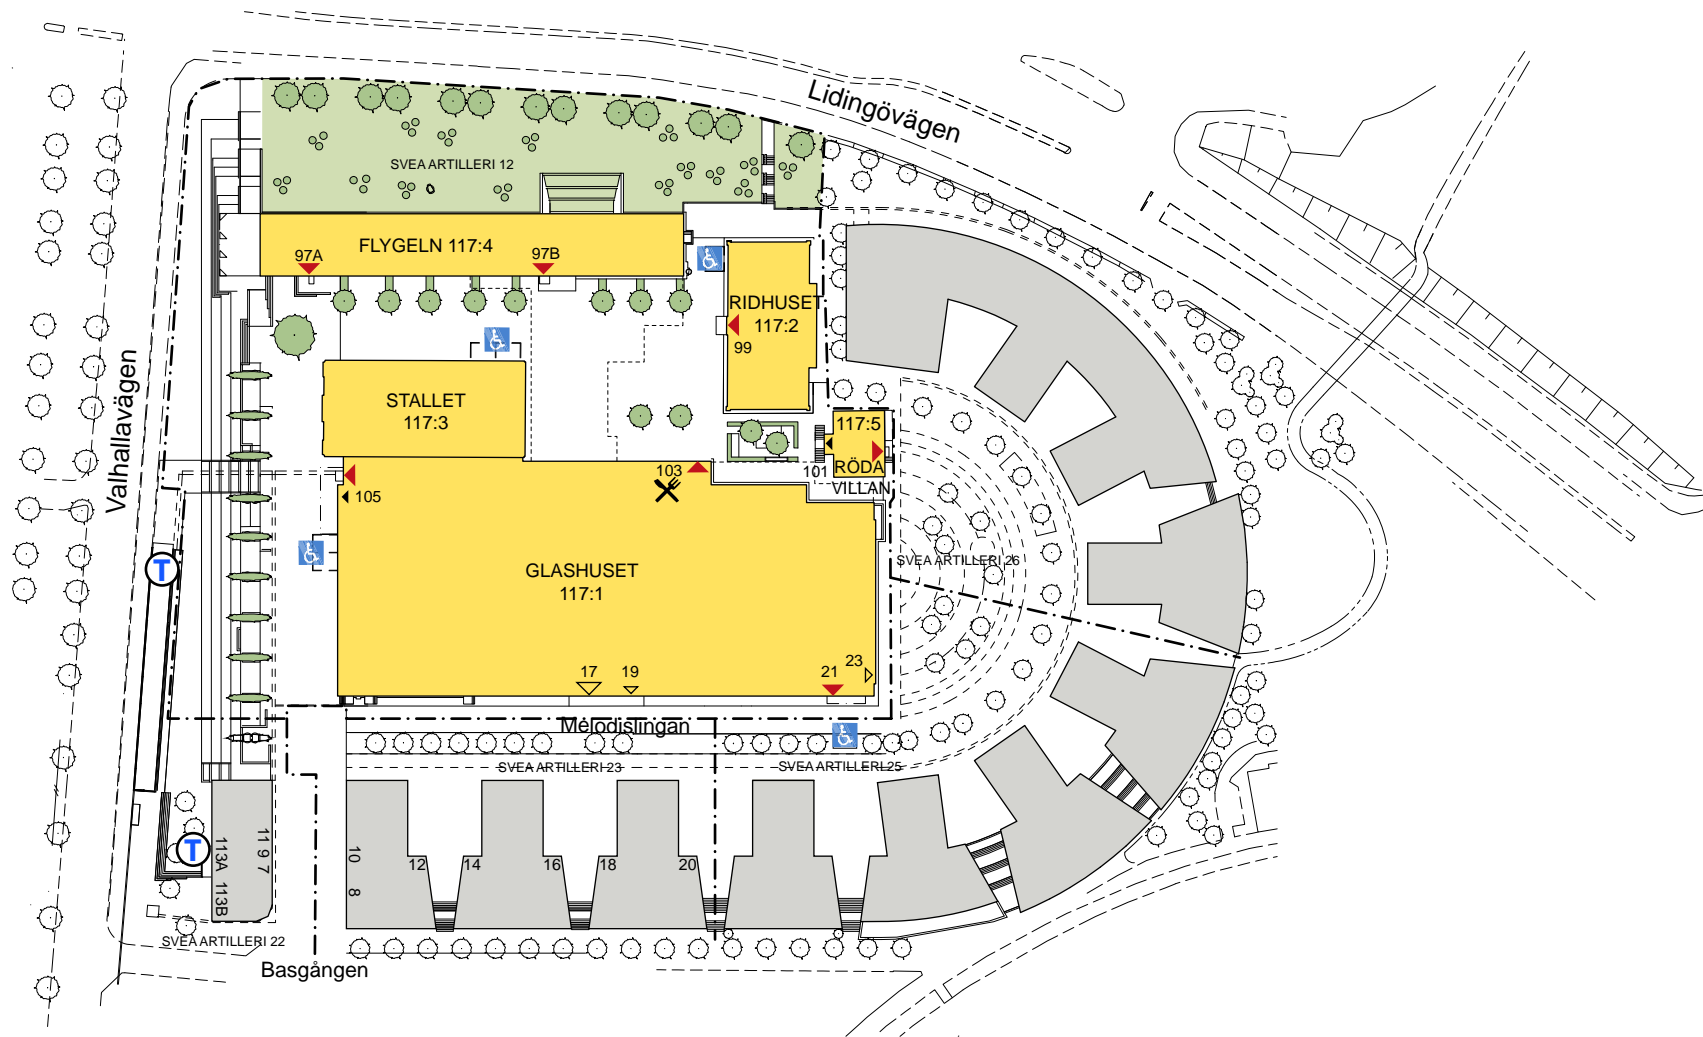 Lidingövägen
SVEA ARTILLERI 12
FLYGELN 117:4
97A
97B
RIDHUSET
117:2
99
Valhallavägen
STALLET
117:3
117:5
103
101
RÖDA
VILLAN
105
T
GLASHUSET
117:1
SVEA ARTILLERI 26
17
19
21
23
Melodislingan
SVEA ARTILLERI 23
SVEA ARTILLERI 25
T
113A 113B
11 9 7
10 8
12
14
16
18
20
SVEA ARTILLERI 22
Basgången